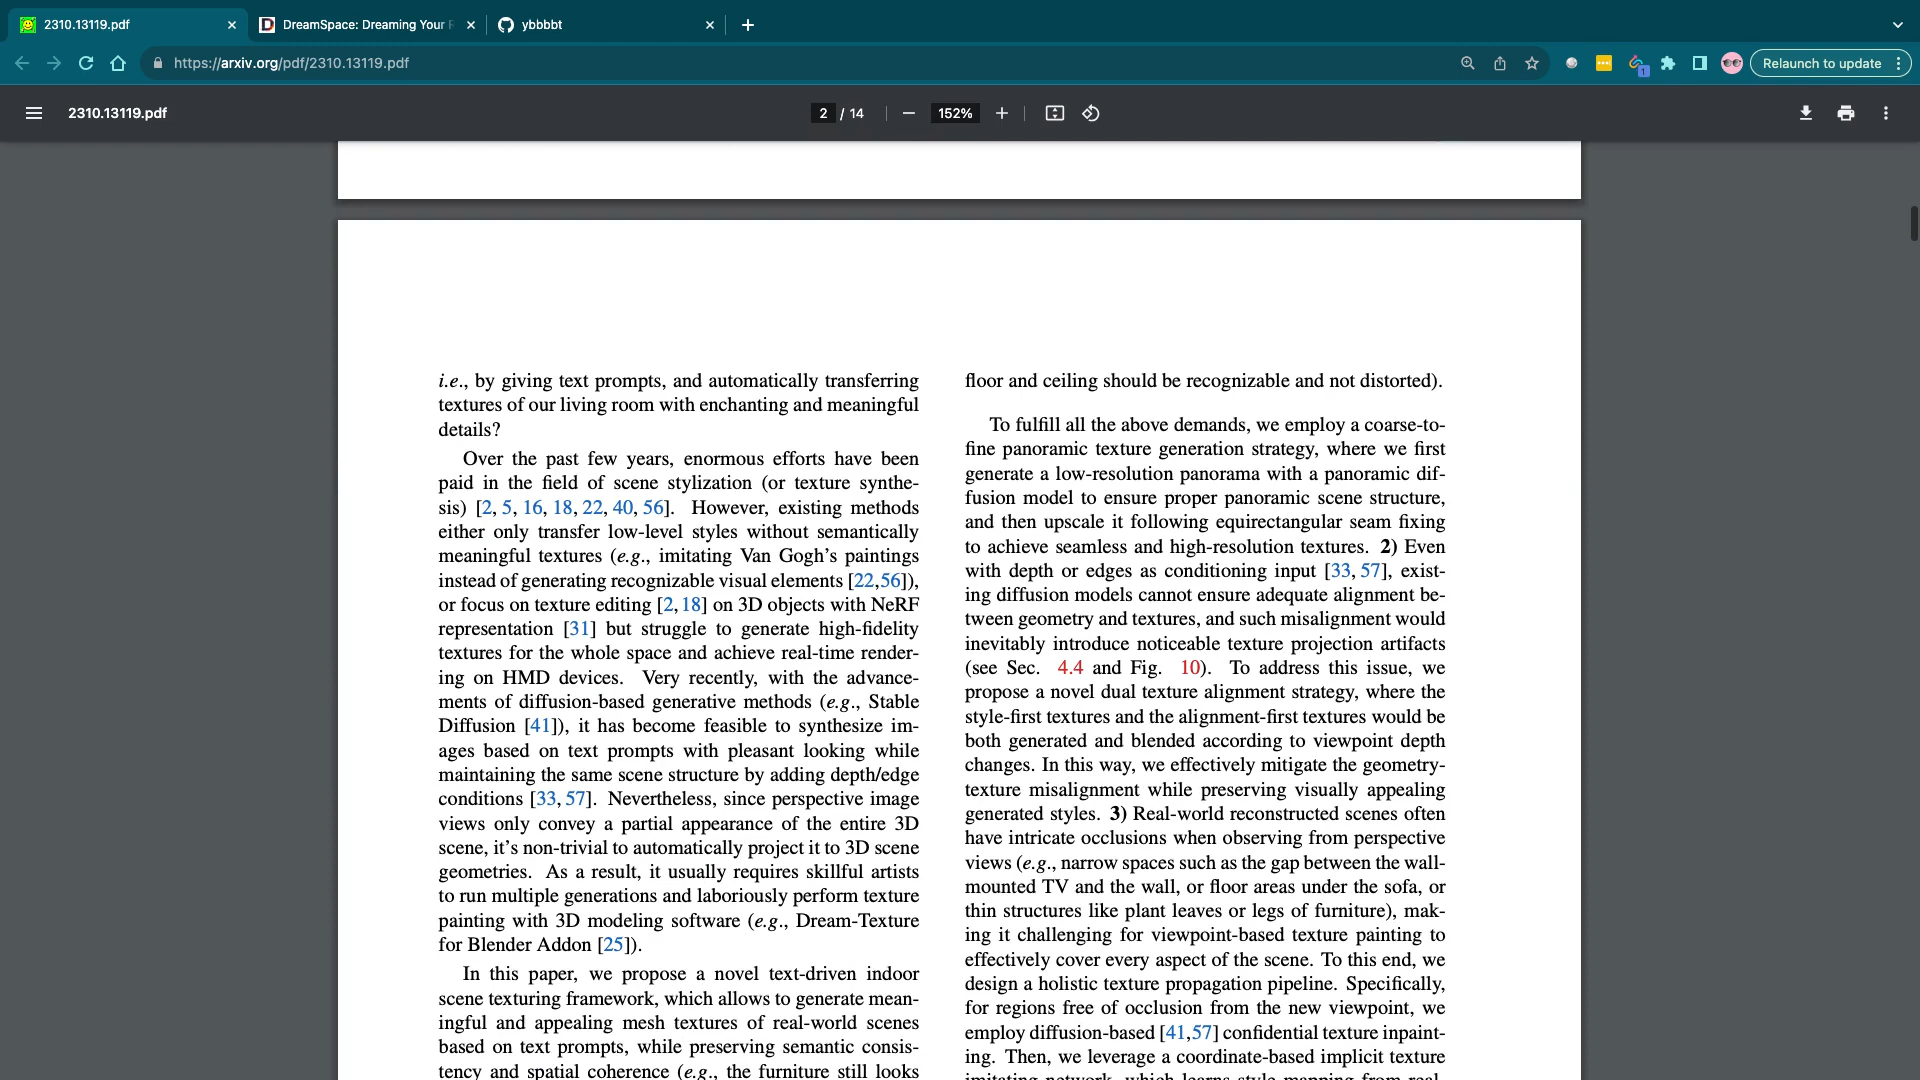 2310.13119.pdf
DreamSpace: Dreaming Your
ybbbbt
https://arxiv.org/pdf/2310.13119.pdf
1
Relaunch to update
2310.13119.pdf
2 / 14
152%
i.e., by giving text prompts, and automatically transferring
textures of our living room with enchanting and meaningful
details?
Over the past few years, enormous efforts have been
paid in the field of scene stylization (or texture synthe-
sis) [2, 5, 16, 18, 22, 40, 56]. However, existing methods
either only transfer low-level styles without semantically
meaningful textures (e.g., imitating Van Gogh's paintings
instead of generating recognizable visual elements [22,56]),
or focus on texture editing [2,18] on 3D objects with NeRF
representation [31] but struggle to generate high-fidelity
textures for the whole space and achieve real-time render-
ing on HMD devices. Very recently, with the advance-
ments of diffusion-based generative methods (e.g., Stable
Diffusion [41]), it has become feasible to synthesize im-
ages based on text prompts with pleasant looking while
maintaining the same scene structure by adding depth/edge
conditions [33, 57]. Nevertheless, since perspective image
views only convey a partial appearance of the entire 3D
scene, it's non-trivial to automatically project it to 3D scene
geometries. As a result, it usually requires skillful artists
to run multiple generations and laboriously perform texture
painting with 3D modeling software (e.g., Dream-Texture
for Blender Addon [25]).
In this paper, we propose a novel text-driven indoor
scene texturing framework, which allows to generate mean-
ingful and appealing mesh textures of real-world scenes
based on text prompts, while preserving semantic consis-
tency and spatial coherence (e.g., the furniture still looks
floor and ceiling should be recognizable and not distorted).
To fulfill all the above demands, we employ a coarse-to-
fine panoramic texture generation strategy, where we first
generate a low-resolution panorama with a panoramic dif-
fusion model to ensure proper panoramic scene structure,
and then upscale it following equirectangular seam fixing
to achieve seamless and high-resolution textures. 2) Even
with depth or edges as conditioning input [33, 57], exist-
ing diffusion models cannot ensure adequate alignment be-
tween geometry and textures, and such misalignment would
inevitably introduce noticeable texture projection artifacts
(see Sec. 4.4 and Fig. 10). To address this issue, we
propose a novel dual texture alignment strategy, where the
style-first textures and the alignment-first textures would be
both generated and blended according to viewpoint depth
changes. In this way, we effectively mitigate the geometry-
texture misalignment while preserving visually appealing
generated styles. 3) Real-world reconstructed scenes often
have intricate occlusions when observing from perspective
views (e.g., narrow spaces such as the gap between the wall-
mounted TV and the wall, or floor areas under the sofa, or
thin structures like plant leaves or legs of furniture), mak-
ing it challenging for viewpoint-based texture painting to
effectively cover every aspect of the scene. To this end, we
design a holistic texture propagation pipeline. Specifically,
for regions free of occlusion from the new viewpoint, we
employ diffusion-based [41,57] confidential texture inpaint-
ing. Then, we leverage a coordinate-based implicit texture
imitating network, which learns style mapping from real-